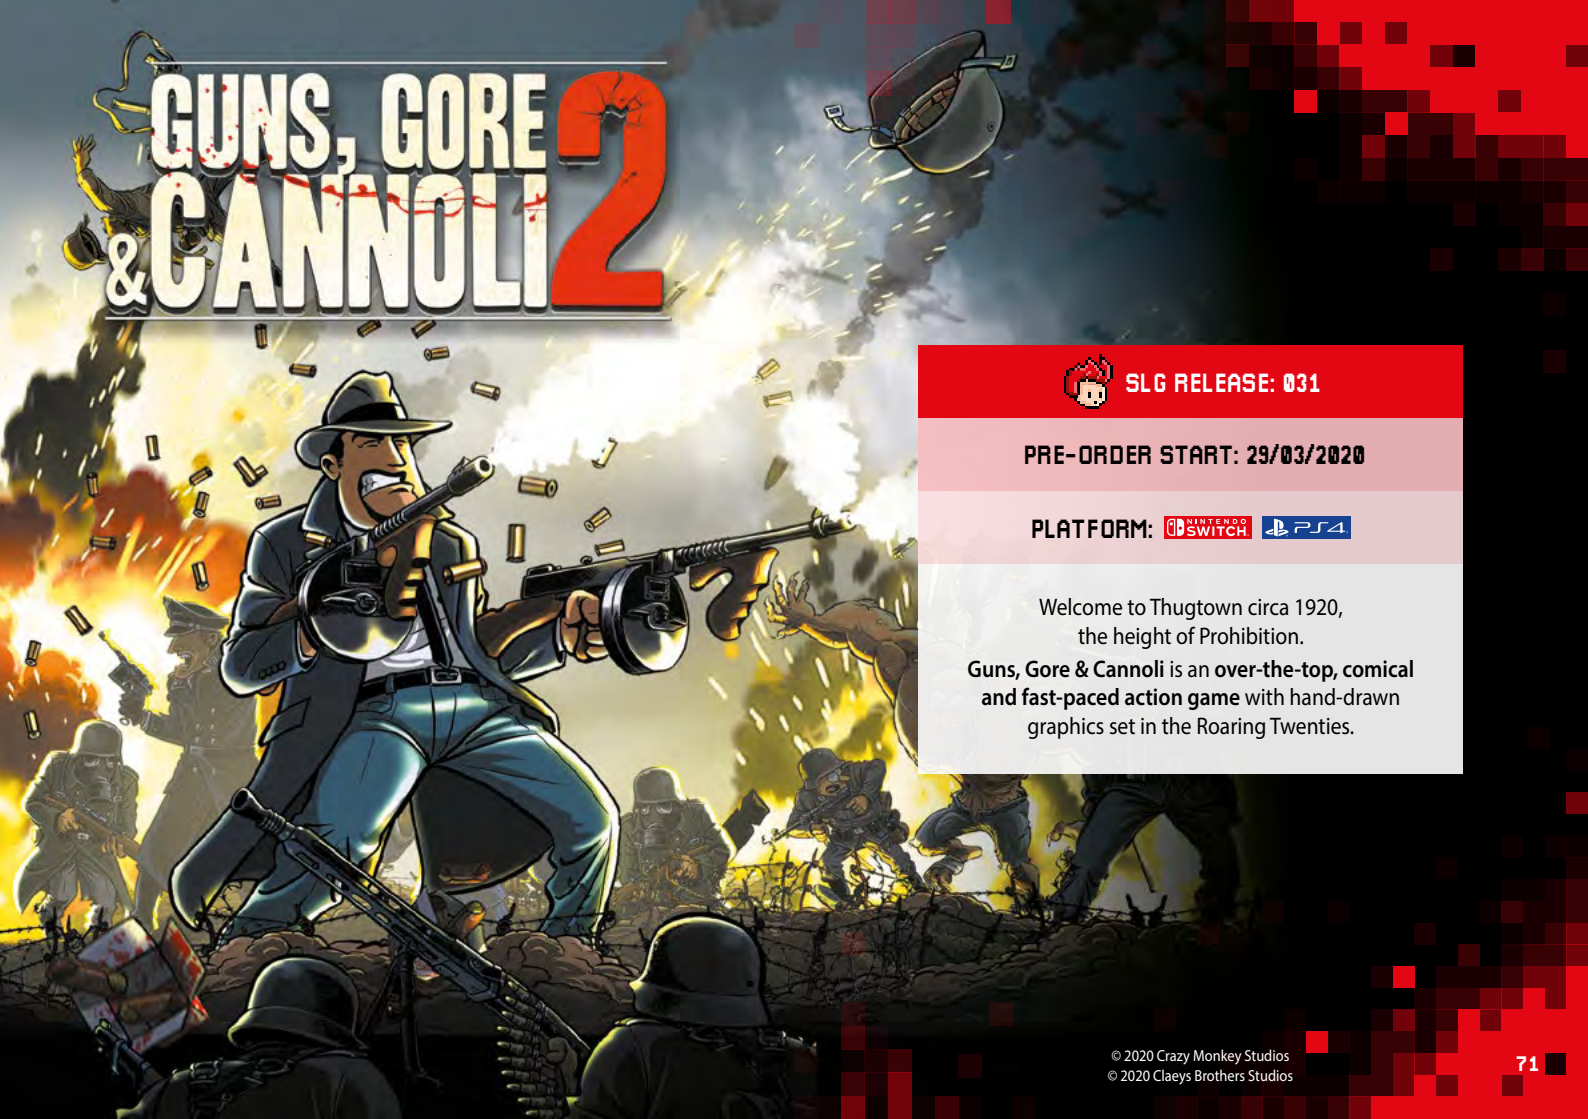 GUNS, GORE
& CANNOLI 2
SLG RELEASE: 031
PRE-ORDER START: 29/03/2020
PLATFORM: NINTENDO SWITCH PS4
Welcome to Thugtown circa 1920,
the height of Prohibition.
Guns, Gore & Cannoli is an over-the-top, comical
and fast-paced action game with hand-drawn
graphics set in the Roaring Twenties.
© 2020 Crazy Monkey Studios
© 2020 Claeys Brothers Studios
71